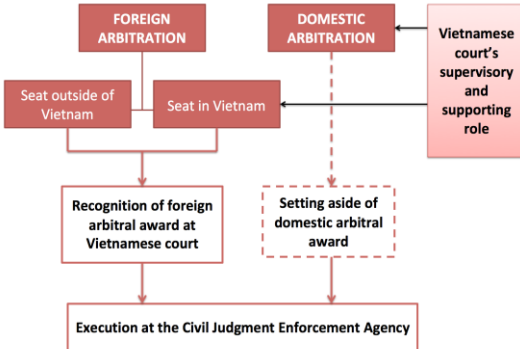 FOREIGN
ARBITRATION
DOMESTIC
ARBITRATION
Vietnamese
court's
supervisory
and
supporting
role
Seat outside of
Vietnam
Seat in Vietnam
Recognition of foreign
arbitral award at
Vietnamese court
Setting aside of
domestic arbitral
award
Execution at the Civil Judgment Enforcement Agency